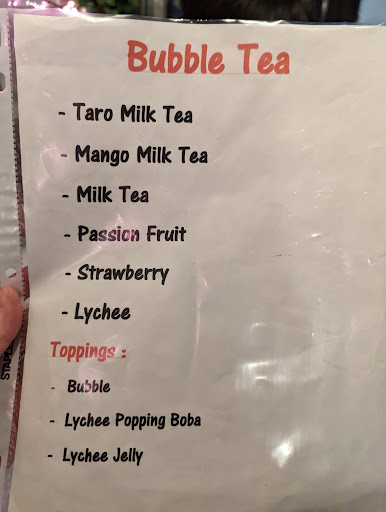 Bubble Tea
- Taro Milk Tea
- Mango Milk Tea
- Milk Tea
- Passion Fruit
- Strawberry
- Lychee
Toppings :
- Bubble
- Lychee Popping Boba
- Lychee Jelly